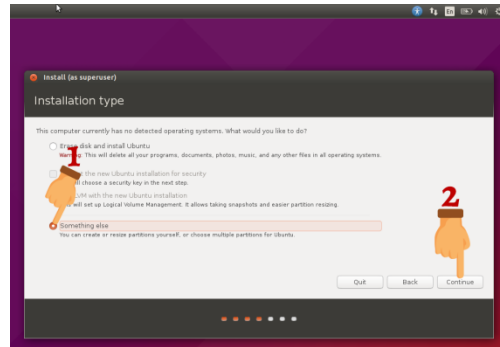 En
Install (as superuser)
Installation type
This computer currently has no detected operating systems. What would you like to do?
Erase disk and install Ubuntu
Warning: This will delete all your programs, documents, photos, music, and any other files in all operating systems.
1
the new Ubuntu installation for security
will choose a security key in the next step.
LVM with the new Ubuntu installation
will set up Logical Volume Management. It allows taking snapshots and easier partition resizing.
2
Something else
You can create or resize partitions yourself, or choose multiple partitions for Ubuntu.
Quit Back Continue